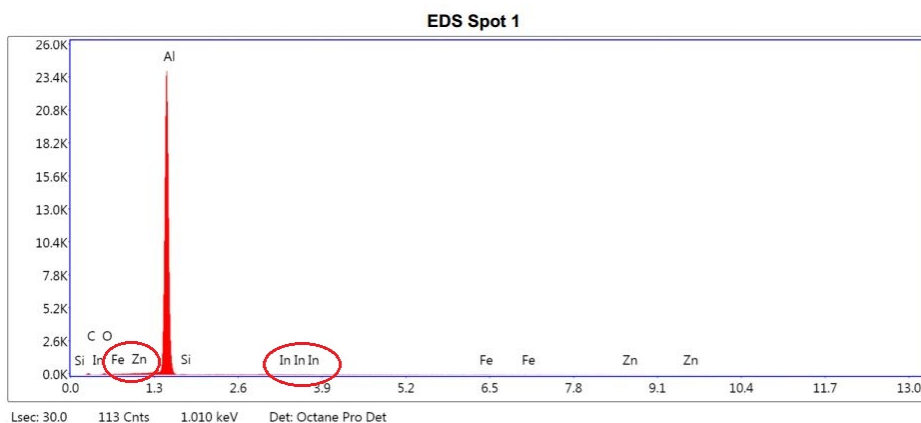 EDS Spot 1
26.0K
Al
23.4K
20.8K
18.2K
15.6K
13.0K
10.4K
7.8K
5.2K
2.6K
C O
Si In Fe Zn Si In In In Fe Fe Zn Zn
0.0K
0.0 1.3 2.6 3.9 5.2 6.5 7.8 9.1 10.4 11.7 13.0
Lsec: 30.0 113 Cnts 1.010 keV Det: Octane Pro Det